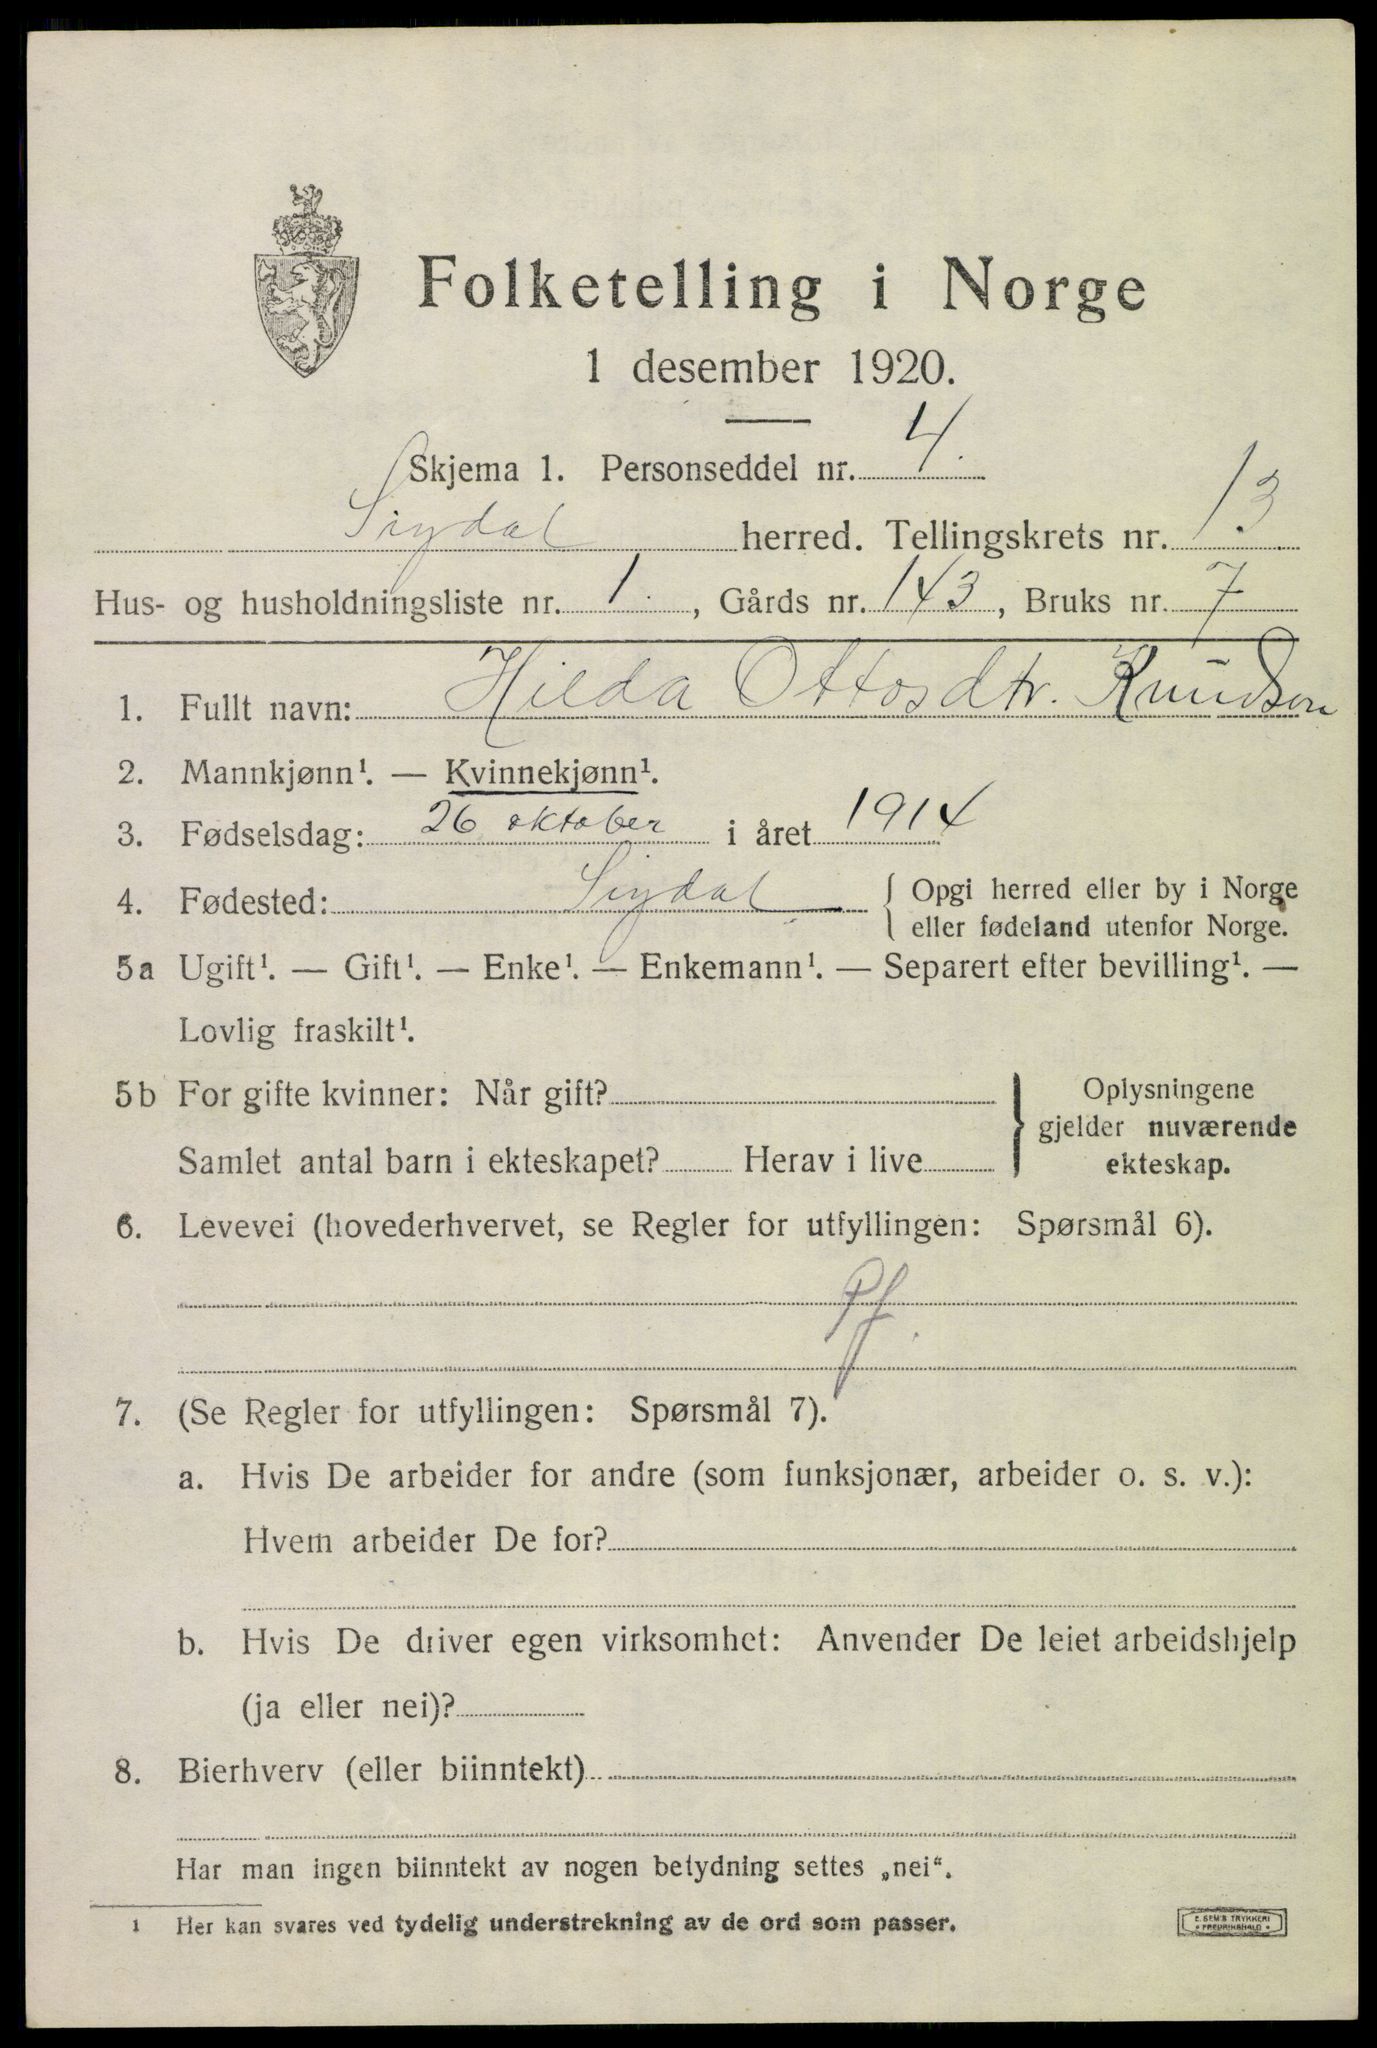 Folketelling i Norge
1 desember 1920.
Skjema 1. Personseddel nr. 4.
Sigdal herred. Tellingskrets nr. 13
Hus- og husholdningsliste nr. 1. , Gårds nr. 143 , Bruks nr. 7
1. Fullt navn: Hilda Ottosdtr. Knudsen
2. Mannkjønn¹. — Kvinnekjønn¹.
3. Fødselsdag: 26 oktober i året 1914
4. Fødested: Sigdal { Opgi herred eller by i Norge
eller fødeland utenfor Norge.
5a Ugift¹. — Gift¹. — Enke¹. — Enkemann¹. — Separert efter bevilling¹. —
Lovlig fraskilt¹.
5b For gifte kvinner: Når gift?
Samlet antal barn i ekteskapet? Herav i live
} Oplysningene
gjelder nuværende
ekteskap.
6. Levevei (hovederhvervet, se Regler for utfyllingen: Spørsmål 6).
Pf.
7. (Se Regler for utfyllingen: Spørsmål 7).
a. Hvis De arbeider for andre (som funksjonær, arbeider o. s. v.):
Hvem arbeider De for?
b. Hvis De driver egen virksomhet: Anvender De leiet arbeidshjelp
(ja eller nei)?
8. Bierhverv (eller biinntekt)
Har man ingen biinntekt av nogen betydning settes „nei“.
1 Her kan svares ved tydelig understrekning av de ord som passer.
E. SEM'S TRYKKERI
• FREDRIKSHALD •